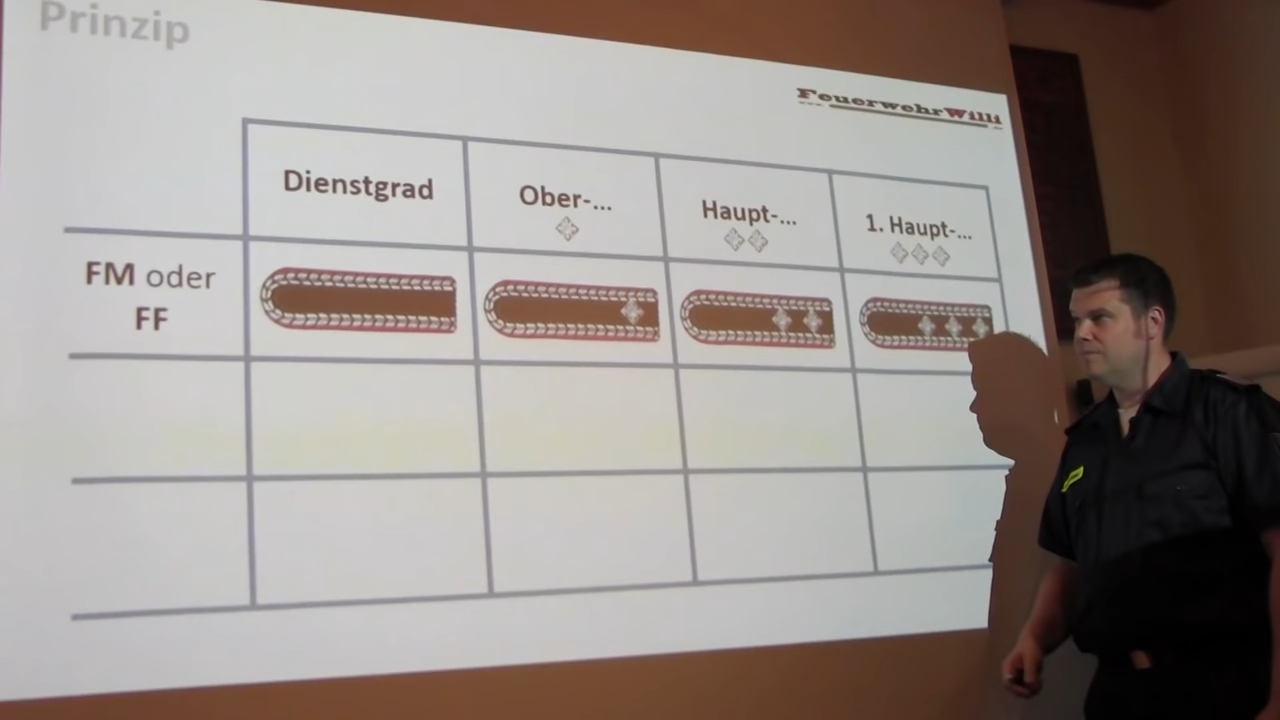 Prinzip
FeuerwehrWilli
Dienstgrad
Ober-...
Haupt-...
1. Haupt-...
FM oder
FF